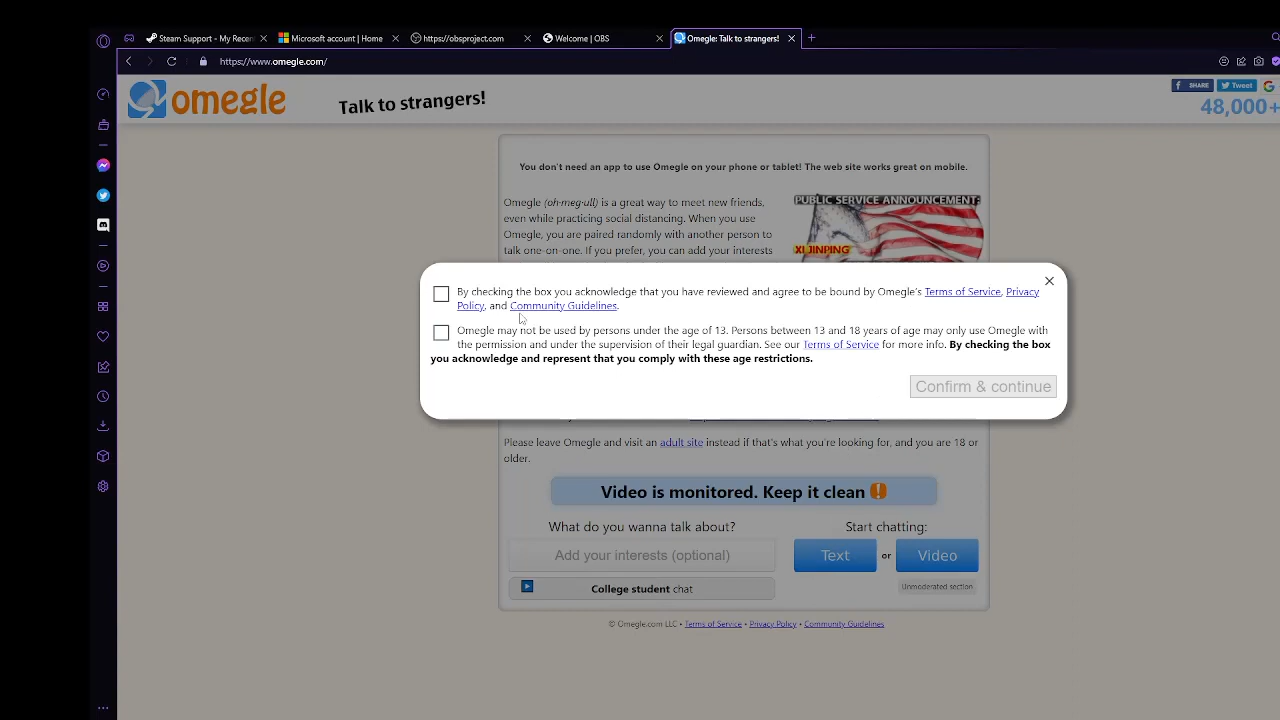 Steam Support - My Recen
Microsoft account | Home
https://obsproject.com
Welcome | OBS
Omegle: Talk to strangers!
https://www.omegle.com/
omegle
Talk to strangers!
SHARE
Tweet
48,000+
You don't need an app to use Omegle on your phone or tablet! The web site works great on mobile.
Omegle (oh·meg·ull) is a great way to meet new friends,
even while practicing social distancing. When you use
Omegle, you are paired randomly with another person to
talk one-on-one. If you prefer, you can add your interests
PUBLIC SERVICE ANNOUNCEMENT:
XI JINPING
By checking the box you acknowledge that you have reviewed and agree to be bound by Omegle's Terms of Service, Privacy
Policy, and Community Guidelines.
Omegle may not be used by persons under the age of 13. Persons between 13 and 18 years of age may only use Omegle with
the permission and under the supervision of their legal guardian. See our Terms of Service for more info. By checking the box
you acknowledge and represent that you comply with these age restrictions.
Confirm & continue
Please leave Omegle and visit an adult site instead if that's what you're looking for, and you are 18 or
older.
Video is monitored. Keep it clean
What do you wanna talk about?
Start chatting:
Add your interests (optional)
Text
or
Video
College student chat
Unmoderated section
© Omegle.com LLC • Terms of Service • Privacy Policy • Community Guidelines